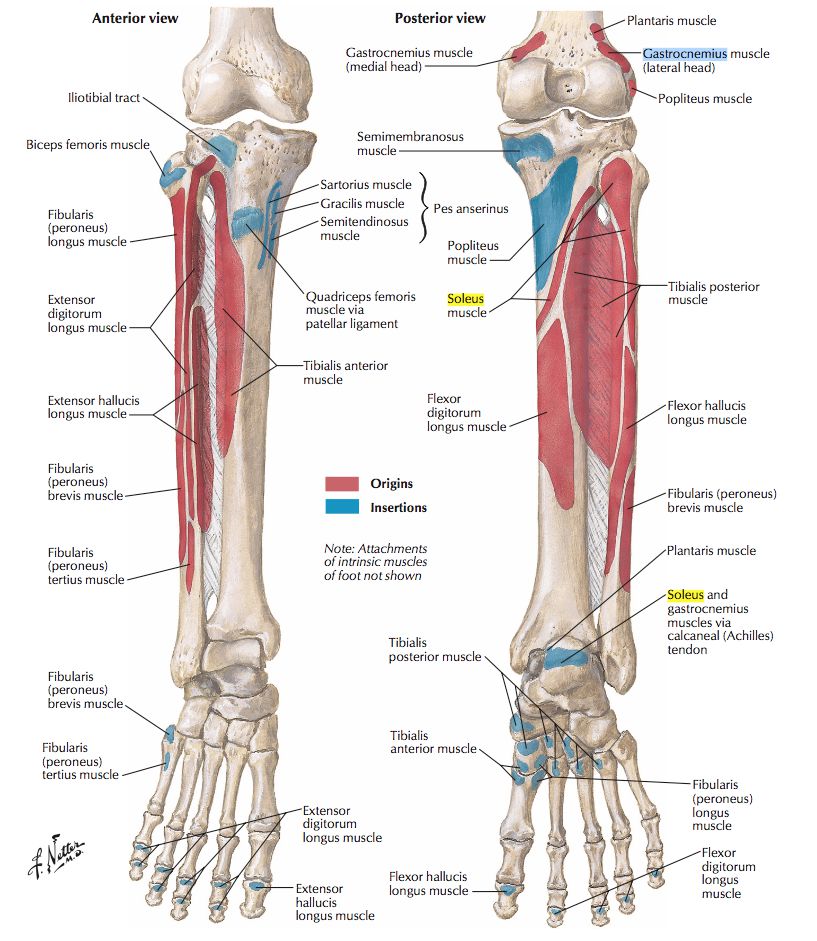 Anterior view
Iliotibial tract
Biceps femoris muscle
Fibularis
(peroneus)
longus muscle
Extensor
digitorum
longus muscle
Extensor hallucis
longus muscle
Fibularis
(peroneus)
brevis muscle
Fibularis
(peroneus)
tertius muscle
Fibularis
(peroneus)
brevis muscle
Fibularis
(peroneus)
tertius muscle
Sartorius muscle
Gracilis muscle
Semitendinosus
muscle
Pes anserinus
Quadriceps femoris
muscle via
patellar ligament
Tibialis anterior
muscle
Origins
Insertions
Note: Attachments
of intrinsic muscles
of foot not shown
Extensor
digitorum
longus muscle
Extensor
hallucis
longus muscle
F. Netter
M.D.
Posterior view
Plantaris muscle
Gastrocnemius muscle
(medial head)
Gastrocnemius muscle
(lateral head)
Popliteus muscle
Semimembranosus
muscle
Popliteus
muscle
Soleus
muscle
Tibialis posterior
muscle
Flexor
digitorum
longus muscle
Flexor hallucis
longus muscle
Fibularis (peroneus)
brevis muscle
Plantaris muscle
Soleus and
gastrocnemius
muscles via
calcaneal (Achilles)
tendon
Tibialis
posterior muscle
Tibialis
anterior muscle
Fibularis
(peroneus)
longus
muscle
Flexor hallucis
longus muscle
Flexor
digitorum
longus
muscle